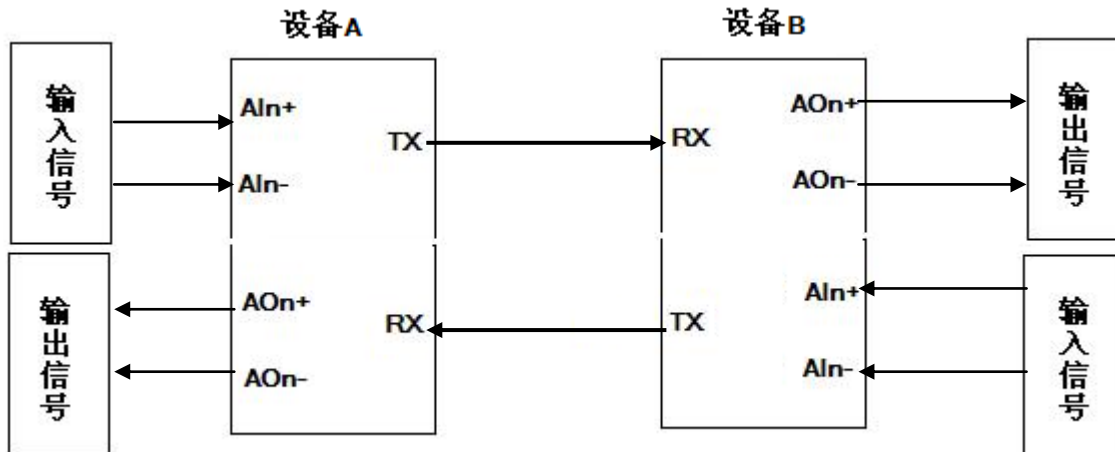 设备A
设备B
输入信号
AIn+
AIn-
TX
RX
AOn+
AOn-
输出信号
输出信号
AOn+
AOn-
RX
TX
AIn+
AIn-
输入信号